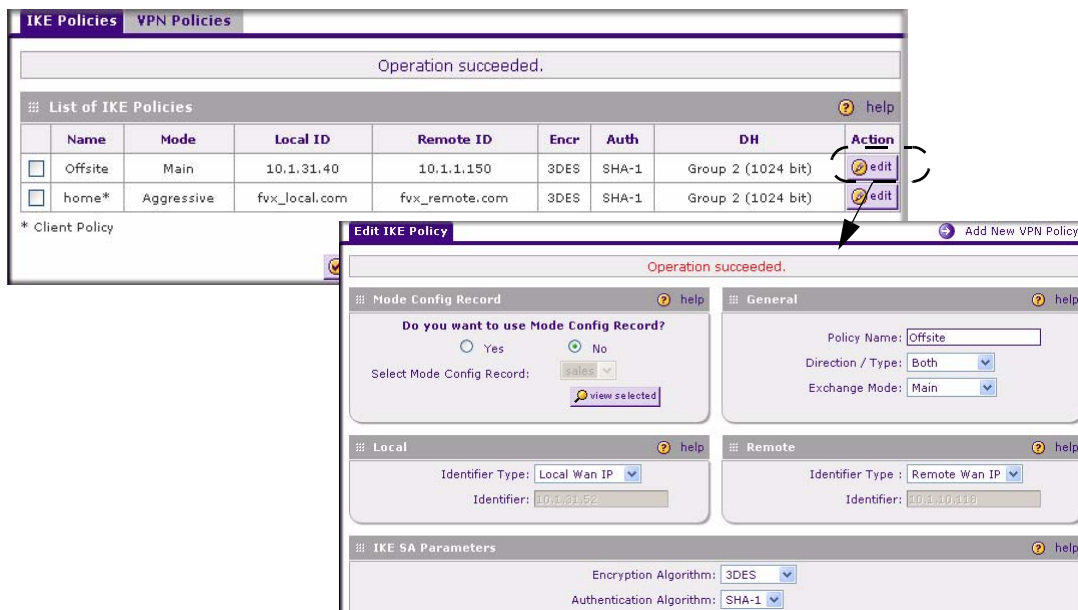 IKE Policies VPN Policies
Operation succeeded.
List of IKE Policies help
Name Mode Local ID Remote ID Encr Auth DH Action
Offsite Main 10.1.31.40 10.1.1.150 3DES SHA-1 Group 2 (1024 bit) edit
home* Aggressive fvx_local.com fvx_remote.com 3DES SHA-1 Group 2 (1024 bit) edit
* Client Policy
Edit IKE Policy Add New VPN Policy
Operation succeeded.
Mode Config Record help
Do you want to use Mode Config Record?
Yes No
Select Mode Config Record: sales
view selected
General help
Policy Name: Offsite
Direction / Type: Both
Exchange Mode: Main
Local help
Identifier Type: Local Wan IP
Identifier: 10.1.31.52
Remote help
Identifier Type : Remote Wan IP
Identifier: 10.1.10.118
IKE SA Parameters help
Encryption Algorithm: 3DES
Authentication Algorithm: SHA-1